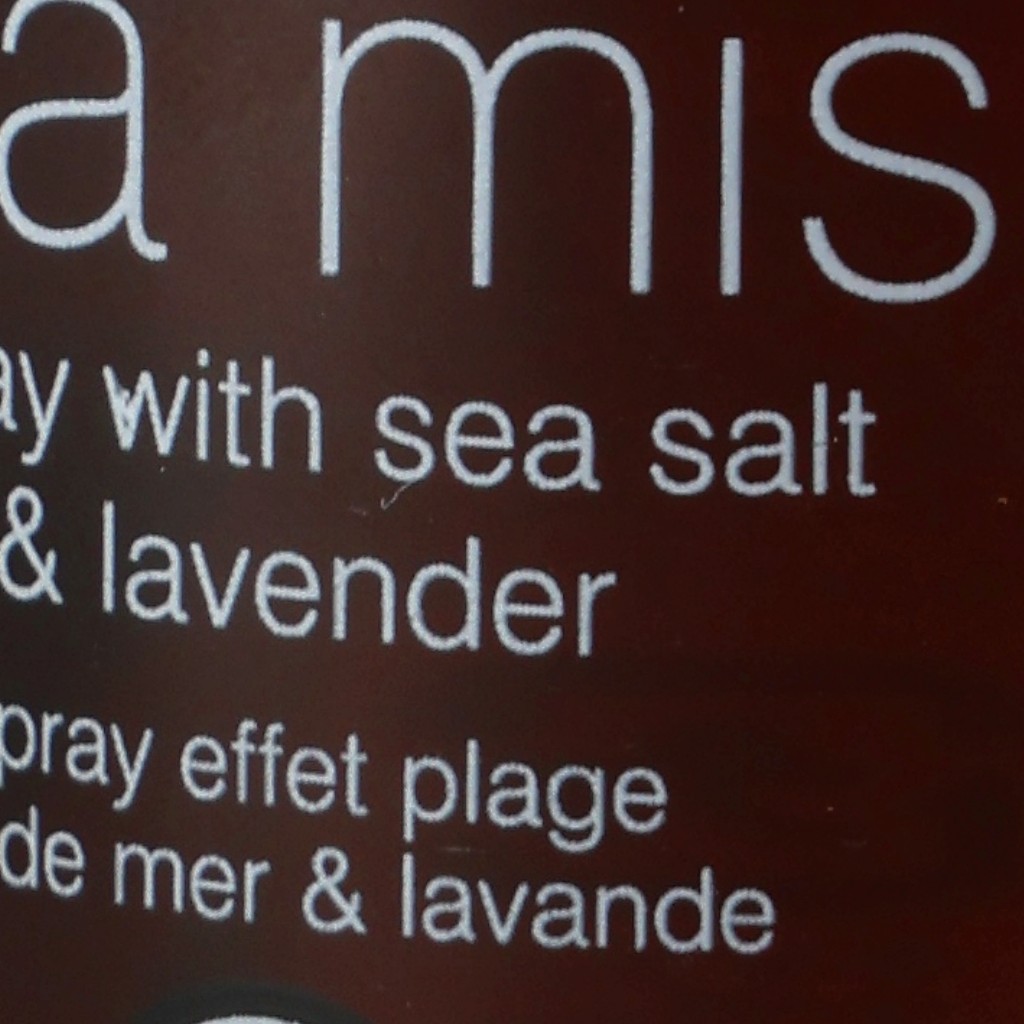 a mis
ay with sea salt
& lavender
pray effet plage
de mer & lavande